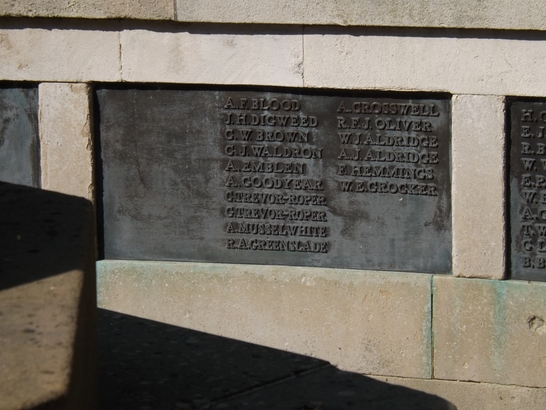 A.F.BLOOD
J.H.DIGWEED
C.W.BROWN
C.J.WALDRON
A.EMBLEN
A.GOODYEAR
C.TREVOR-ROPER
G.TREVOR-ROPER
A.MUSSELWHITE
R.A.GREENSLADE
A.CROSSWELL
R.F.J.OLIVER
W.J.ALDRIDGE
A.J.ALDRIDGE
F.HEMMINGS
W.E.CROCKER